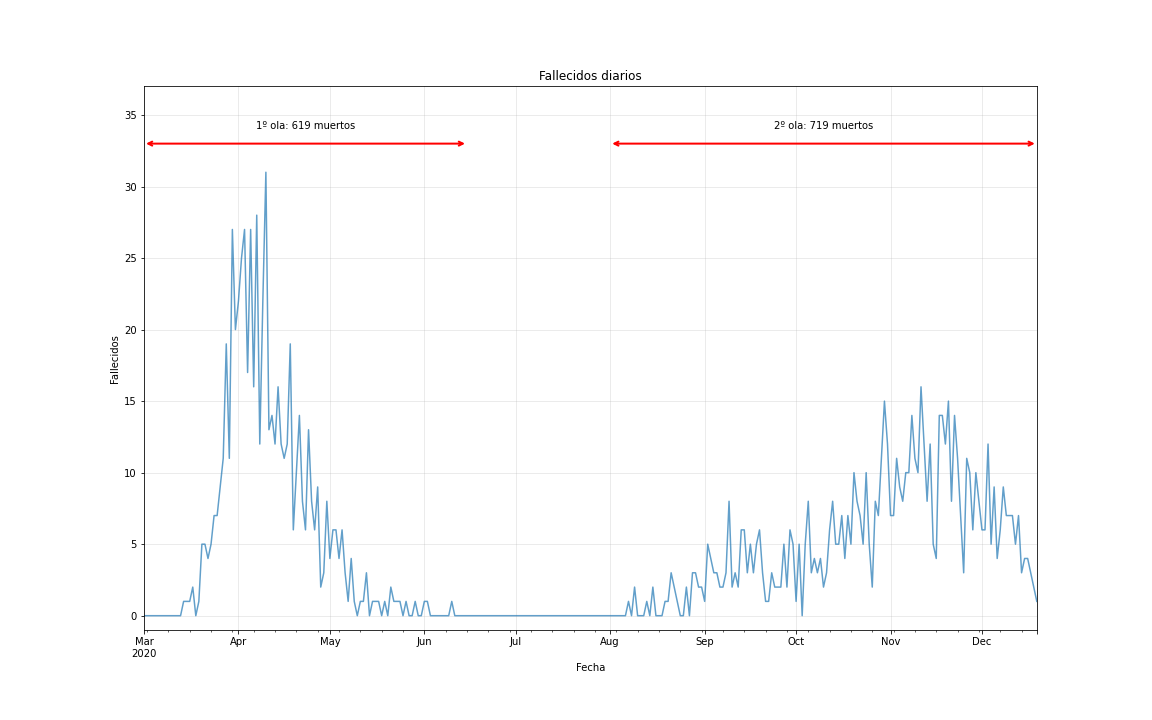 Fallecidos diarios
35
1º ola: 619 muertos
2º ola: 719 muertos
30
25
20
Fallecidos
15
10
5
0
Mar Apr May Jun Jul Aug Sep Oct Nov Dec
2020
Fecha